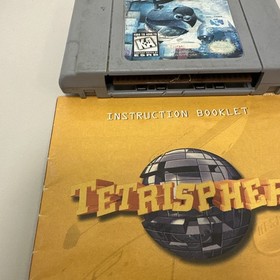 K-A
INSTRUCTION BOOKLET
TETRISPHER